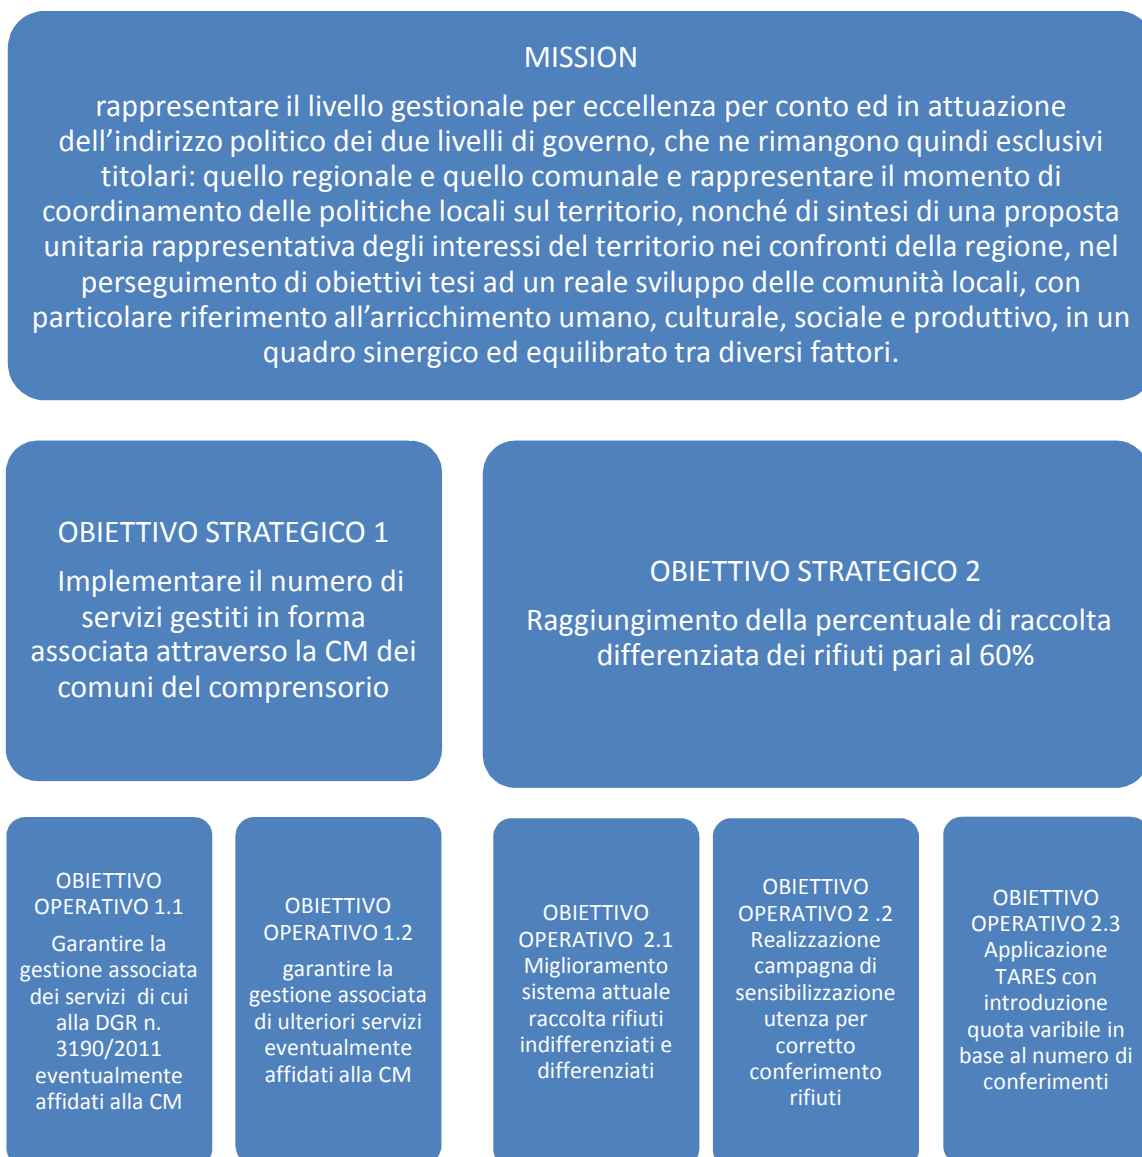 MISSION
rappresentare il livello gestionale per eccellenza per conto ed in attuazione
dell’indirizzo politico dei due livelli di governo, che ne rimangono quindi esclusivi
titolari: quello regionale e quello comunale e rappresentare il momento di
coordinamento delle politiche locali sul territorio, nonché di sintesi di una proposta
unitaria rappresentativa degli interessi del territorio nei confronti della regione, nel
perseguimento di obiettivi tesi ad un reale sviluppo delle comunità locali, con
particolare riferimento all’arricchimento umano, culturale, sociale e produttivo, in un
quadro sinergico ed equilibrato tra diversi fattori.
OBIETTIVO STRATEGICO 1
Implementare il numero di
servizi gestiti in forma
associata attraverso la CM dei
comuni del comprensorio
OBIETTIVO STRATEGICO 2
Raggiungimento della percentuale di raccolta
differenziata dei rifiuti pari al 60%
OBIETTIVO
OPERATIVO 1.1
Garantire la
gestione associata
dei servizi di cui
alla DGR n.
3190/2011
eventualmente
affidati alla CM
OBIETTIVO
OPERATIVO 1.2
garantire la
gestione associata
di ulteriori servizi
eventualmente
affidati alla CM
OBIETTIVO
OPERATIVO 2.1
Miglioramento
sistema attuale
raccolta rifiuti
indifferenziati e
differenziati
OBIETTIVO
OPERATIVO 2 .2
Realizzazione
campagna di
sensibilizzazione
utenza per
corretto
conferimento
rifiuti
OBIETTIVO
OPERATIVO 2.3
Applicazione
TARES con
introduzione
quota varibile in
base al numero di
conferimenti